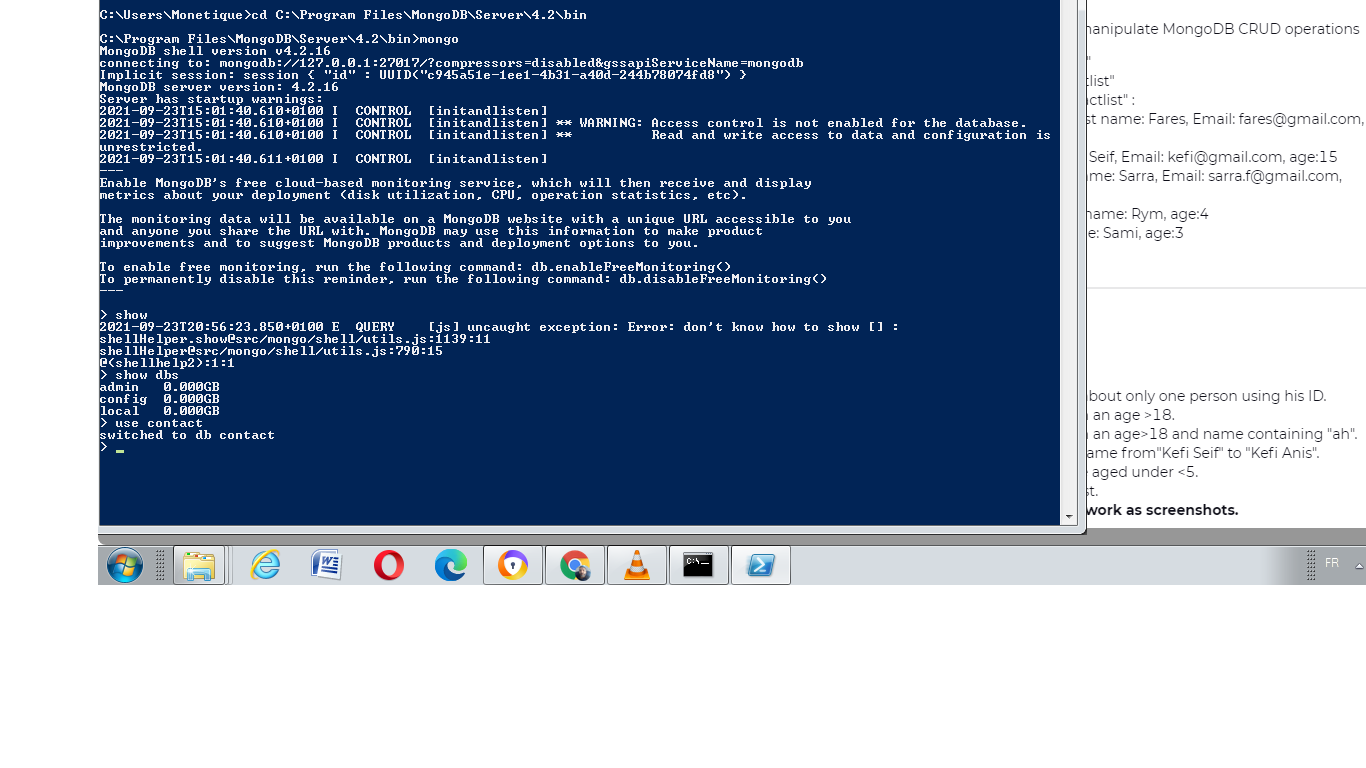 C:\Users\Monetique>cd C:\Program Files\MongoDB\Server\4.2\bin
C:\Program Files\MongoDB\Server\4.2\bin>mongo
MongoDB shell version v4.2.16
connecting to: mongodb://127.0.0.1:27017/?compressors=disabled&gssapiServiceName=mongodb
Implicit session: session { "id" : UUID("c945a51e-1ee1-4b31-a40d-244b78074fd8") }
MongoDB server version: 4.2.16
Server has startup warnings:
2021-09-23T15:01:40.610+0100 I  CONTROL  [initandlisten]
2021-09-23T15:01:40.610+0100 I  CONTROL  [initandlisten] ** WARNING: Access control is not enabled for the database.
2021-09-23T15:01:40.610+0100 I  CONTROL  [initandlisten] **          Read and write access to data and configuration is
unrestricted.
2021-09-23T15:01:40.611+0100 I  CONTROL  [initandlisten]
---
Enable MongoDB's free cloud-based monitoring service, which will then receive and display
metrics about your deployment (disk utilization, CPU, operation statistics, etc).
The monitoring data will be available on a MongoDB website with a unique URL accessible to you
and anyone you share the URL with. MongoDB may use this information to make product
improvements and to suggest MongoDB products and deployment options to you.
To enable free monitoring, run the following command: db.enableFreeMonitoring()
To permanently disable this reminder, run the following command: db.disableFreeMonitoring()
---
> show
2021-09-23T20:56:23.850+0100 E  QUERY    [js] uncaught exception: Error: don't know how to show [] :
shellHelper.show@src/mongo/shell/utils.js:1139:11
shellHelper@src/mongo/shell/utils.js:790:15
@(shellhelp2):1:1
> show dbs
admin   0.000GB
config  0.000GB
local   0.000GB
> use contact
switched to db contact
>
anipulate MongoDB CRUD operations
"
tlist"
ctlist" :
st name: Fares, Email: fares@gmail.com,
Seif, Email: kefi@gmail.com, age:15
ame: Sarra, Email: sarra.f@gmail.com,
name: Rym, age:4
e: Sami, age:3
bout only one person using his ID.
an age >18.
an age>18 and name containing "ah".
ame from"Kefi Seif" to "Kefi Anis".
aged under <5.
st.
work as screenshots.
FR